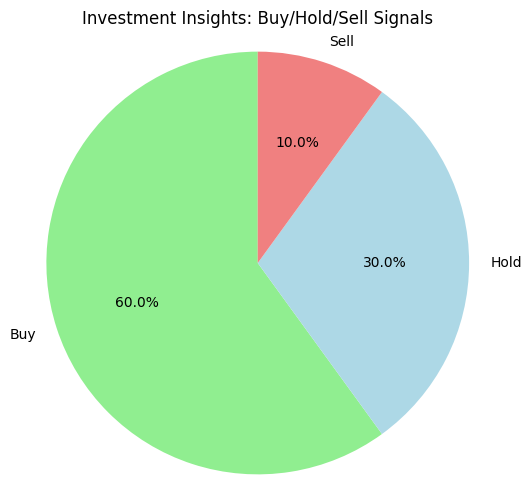 Investment Insights: Buy/Hold/Sell Signals
Sell
10.0%
30.0%
Hold
60.0%
Buy